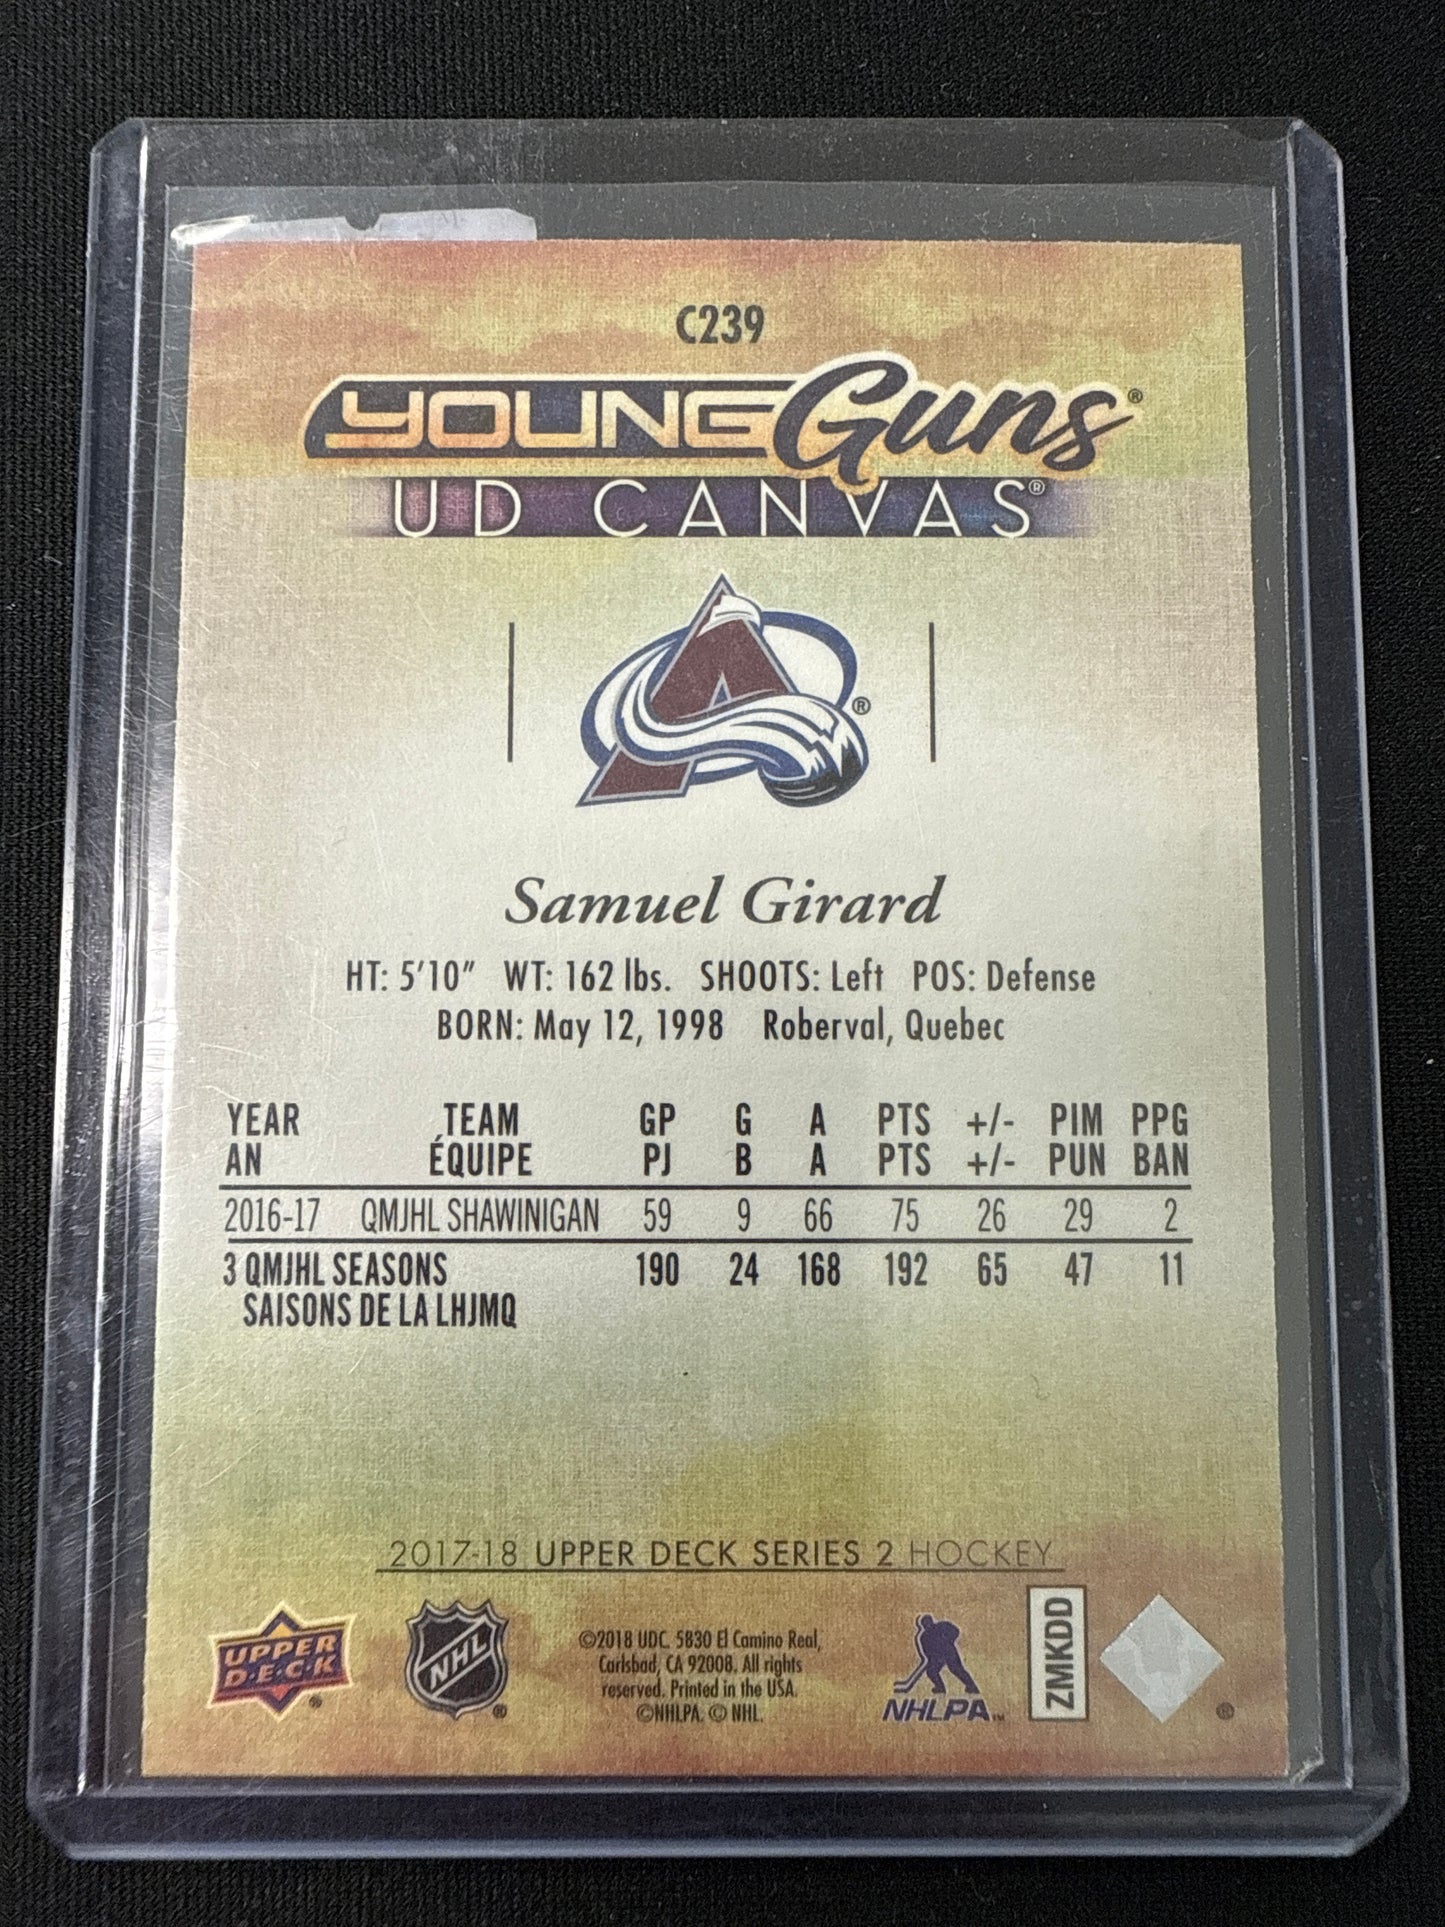 C239
YOUNG Guns®
UD CANVAS®
®
Samuel Girard
HT: 5'10" WT: 162 lbs. SHOOTS: Left POS: Defense
BORN: May 12, 1998 Roberval, Quebec
YEAR TEAM GP G A PTS +/- PIM PPG
AN ÉQUIPE PJ B A PTS +/- PUN BAN
2016-17 QMJHL SHAWINIGAN 59 9 66 75 26 29 2
3 QMJHL SEASONS 190 24 168 192 65 47 11
SAISONS DE LA LHJMQ
2017-18 UPPER DECK SERIES 2 HOCKEY
UPPER
D·E·C·K
®
NHL
®
©2018 UDC. 5830 El Camino Real,
Carlsbad, CA 92008. All rights
reserved. Printed in the USA.
©NHLPA. © NHL.
NHLPA™
ZMKDD
®